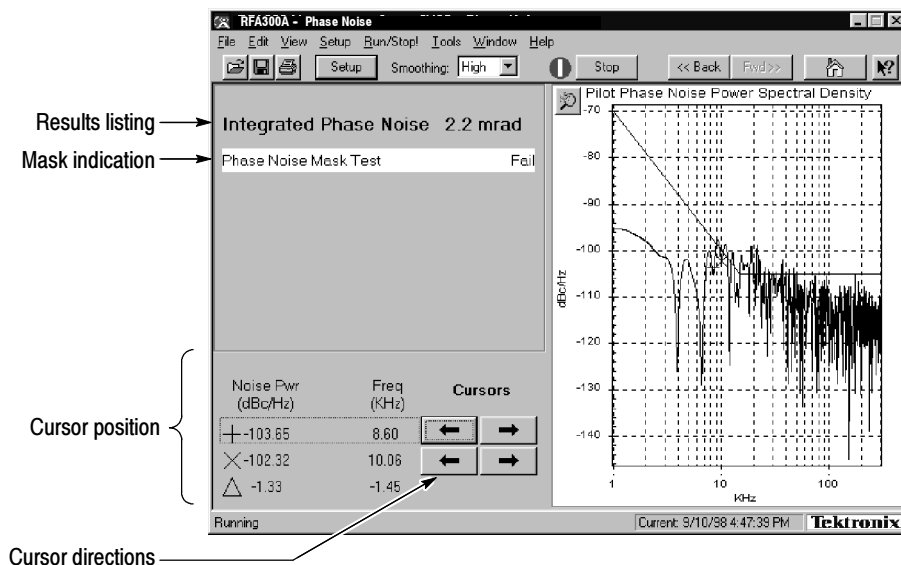 RFA300A - Phase Noise
File Edit View Setup Run/Stop! Tools Window Help
Setup Smoothing: High Stop << Back Fwd >>
Results listing
Integrated Phase Noise 2.2 mrad
Mask indication
Phase Noise Mask Test Fail
Pilot Phase Noise Power Spectral Density
-70
-80
-90
-100
-110
-120
-130
-140
dBc/Hz
1 10 100
KHz
Cursor position
Noise Pwr (dBc/Hz) Freq (KHz) Cursors
-103.65 8.60
-102.32 10.06
-1.33 -1.45
Running Current: 9/10/98 4:47:39 PM Tektronix
Cursor directions